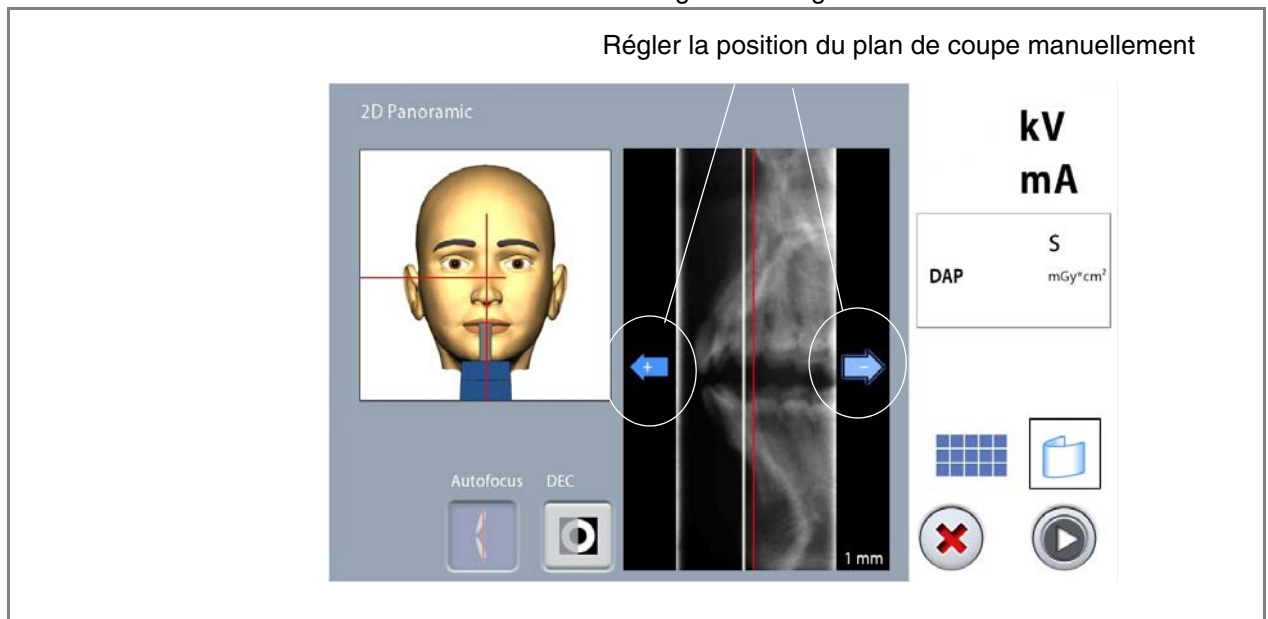 Régler la position du plan de coupe manuellement
2D Panoramic
kV
mA
S
DAP mGy*cm²
+
-
Autofocus DEC
1 mm